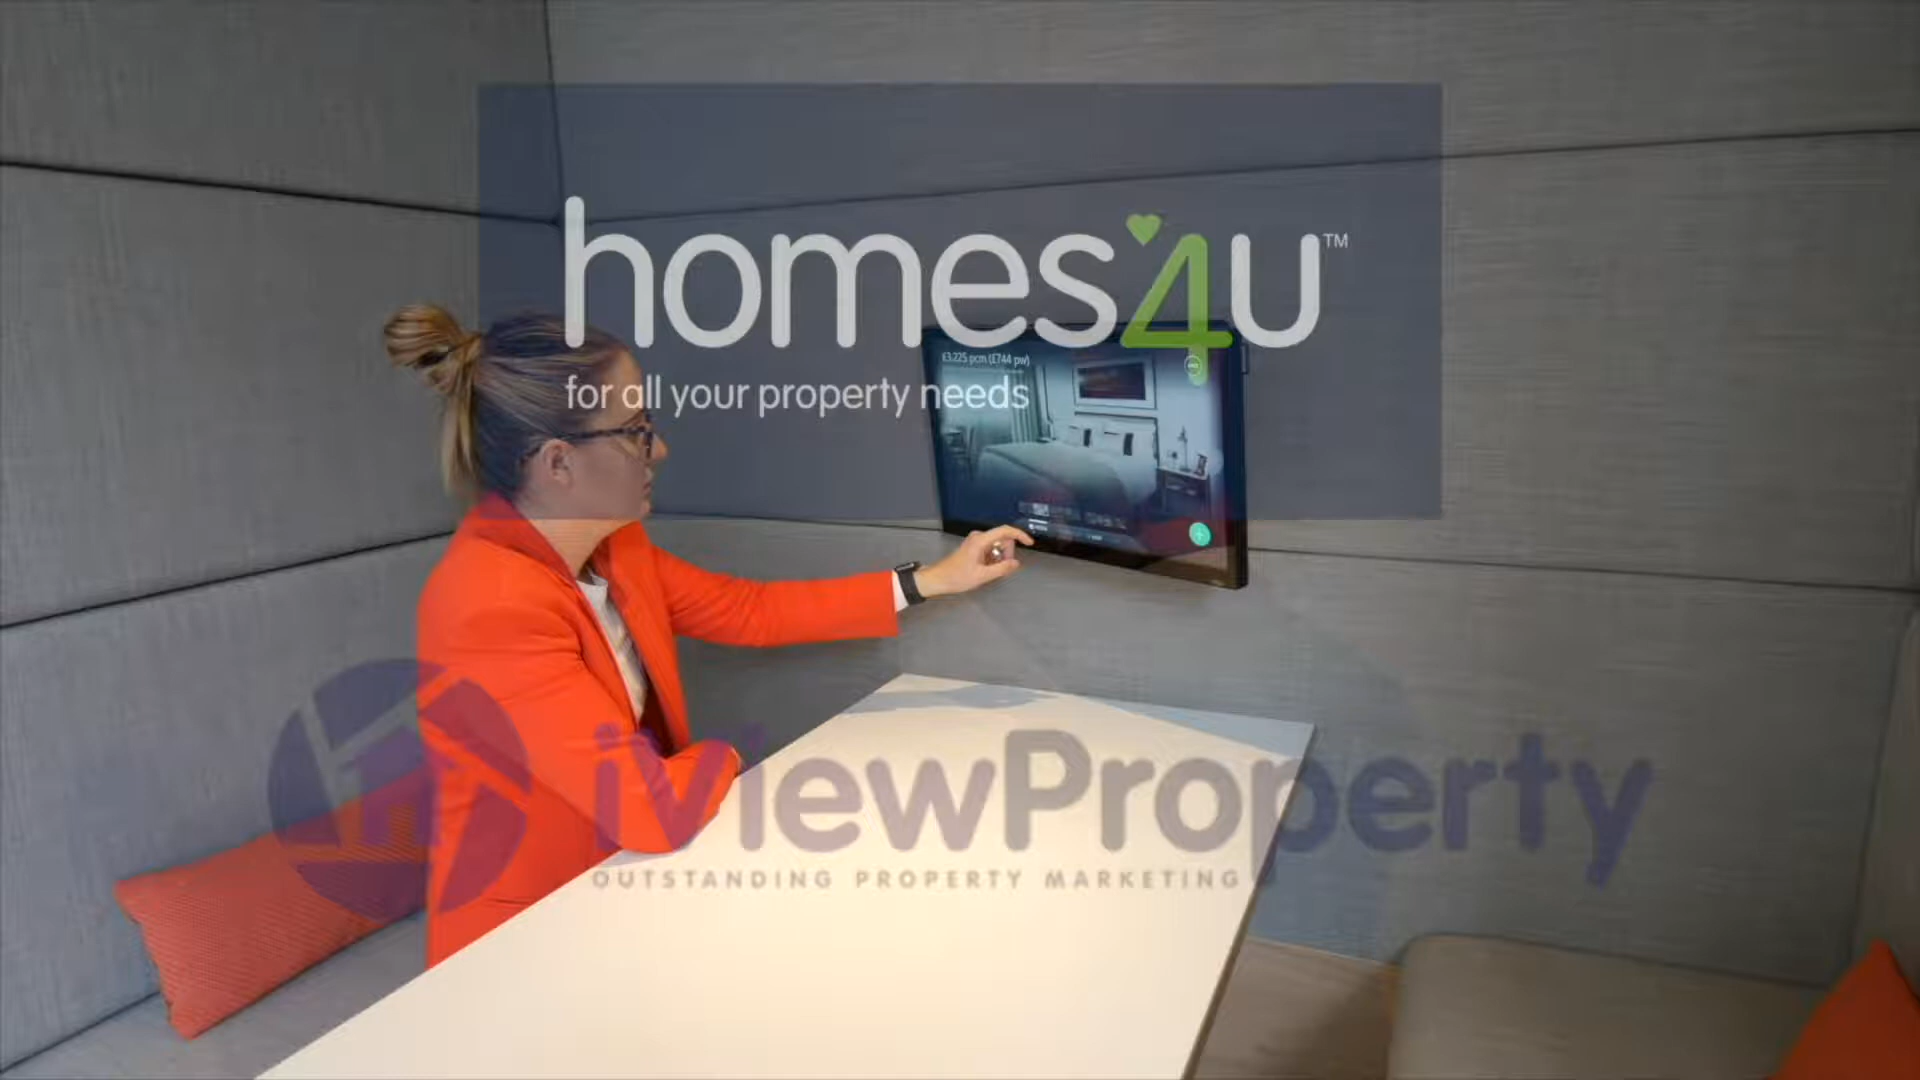 homes4u™
for all your property needs
£3,225 pcm (£744 pw)
iViewProperty
OUTSTANDING PROPERTY MARKETING